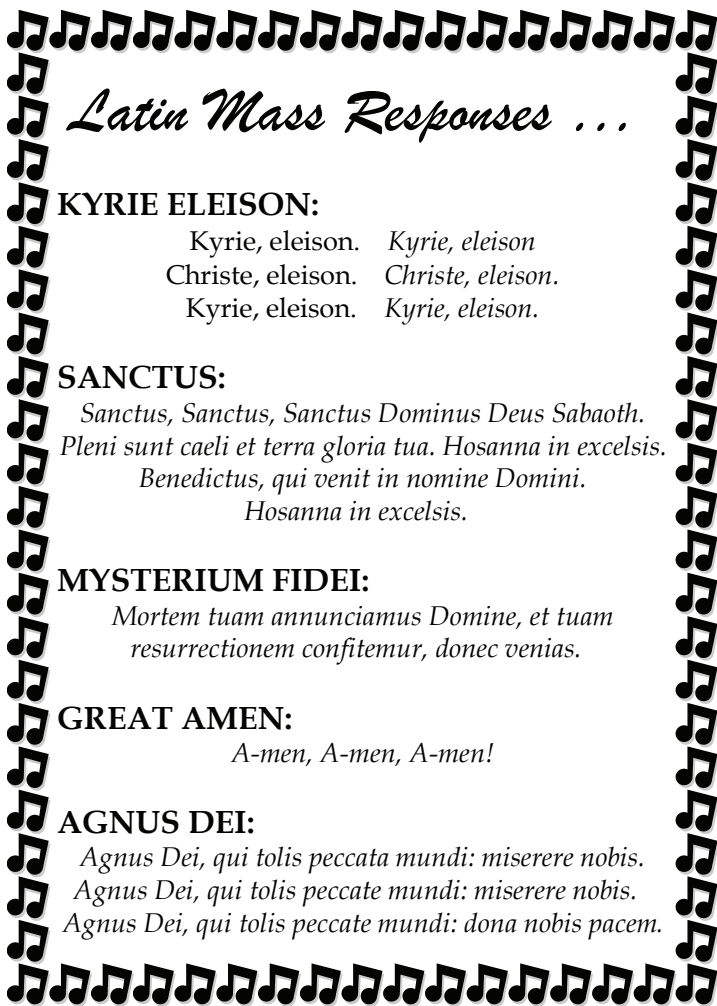 Latin Mass Responses ...
KYRIE ELEISON:
Kyrie, eleison. Kyrie, eleison
Christe, eleison. Christe, eleison.
Kyrie, eleison. Kyrie, eleison.
SANCTUS:
Sanctus, Sanctus, Sanctus Dominus Deus Sabaoth.
Pleni sunt caeli et terra gloria tua. Hosanna in excelsis.
Benedictus, qui venit in nomine Domini.
Hosanna in excelsis.
MYSTERIUM FIDEI:
Mortem tuam annunciamus Domine, et tuam
resurrectionem confitemur, donec venias.
GREAT AMEN:
A-men, A-men, A-men!
AGNUS DEI:
Agnus Dei, qui tolis peccata mundi: miserere nobis.
Agnus Dei, qui tolis peccate mundi: miserere nobis.
Agnus Dei, qui tolis peccate mundi: dona nobis pacem.